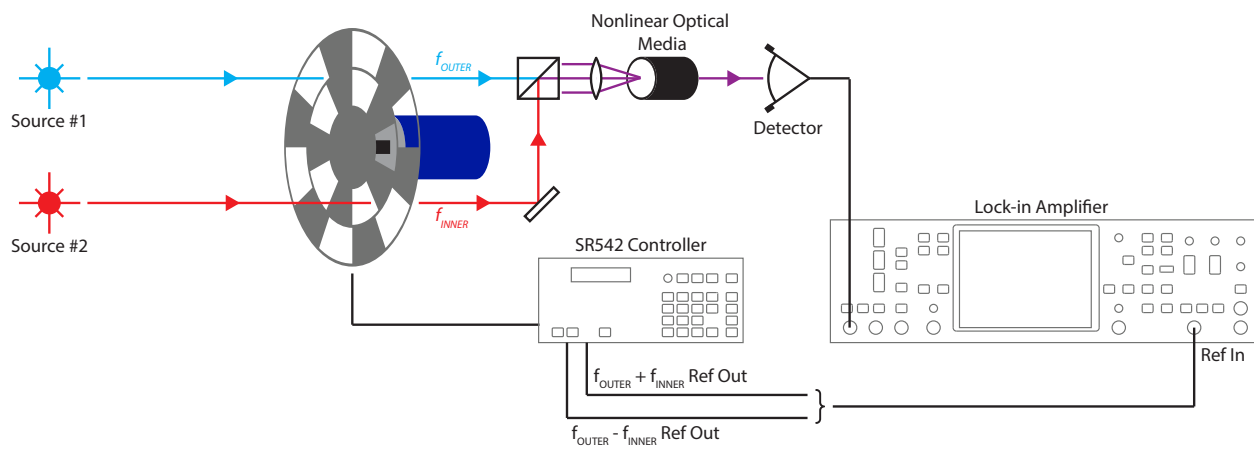 Nonlinear Optical
Media
f_OUTER
Source #1
Detector
f_INNER
Source #2
Lock-in Amplifier
SR542 Controller
Ref In
f_OUTER + f_INNER Ref Out
f_OUTER - f_INNER Ref Out